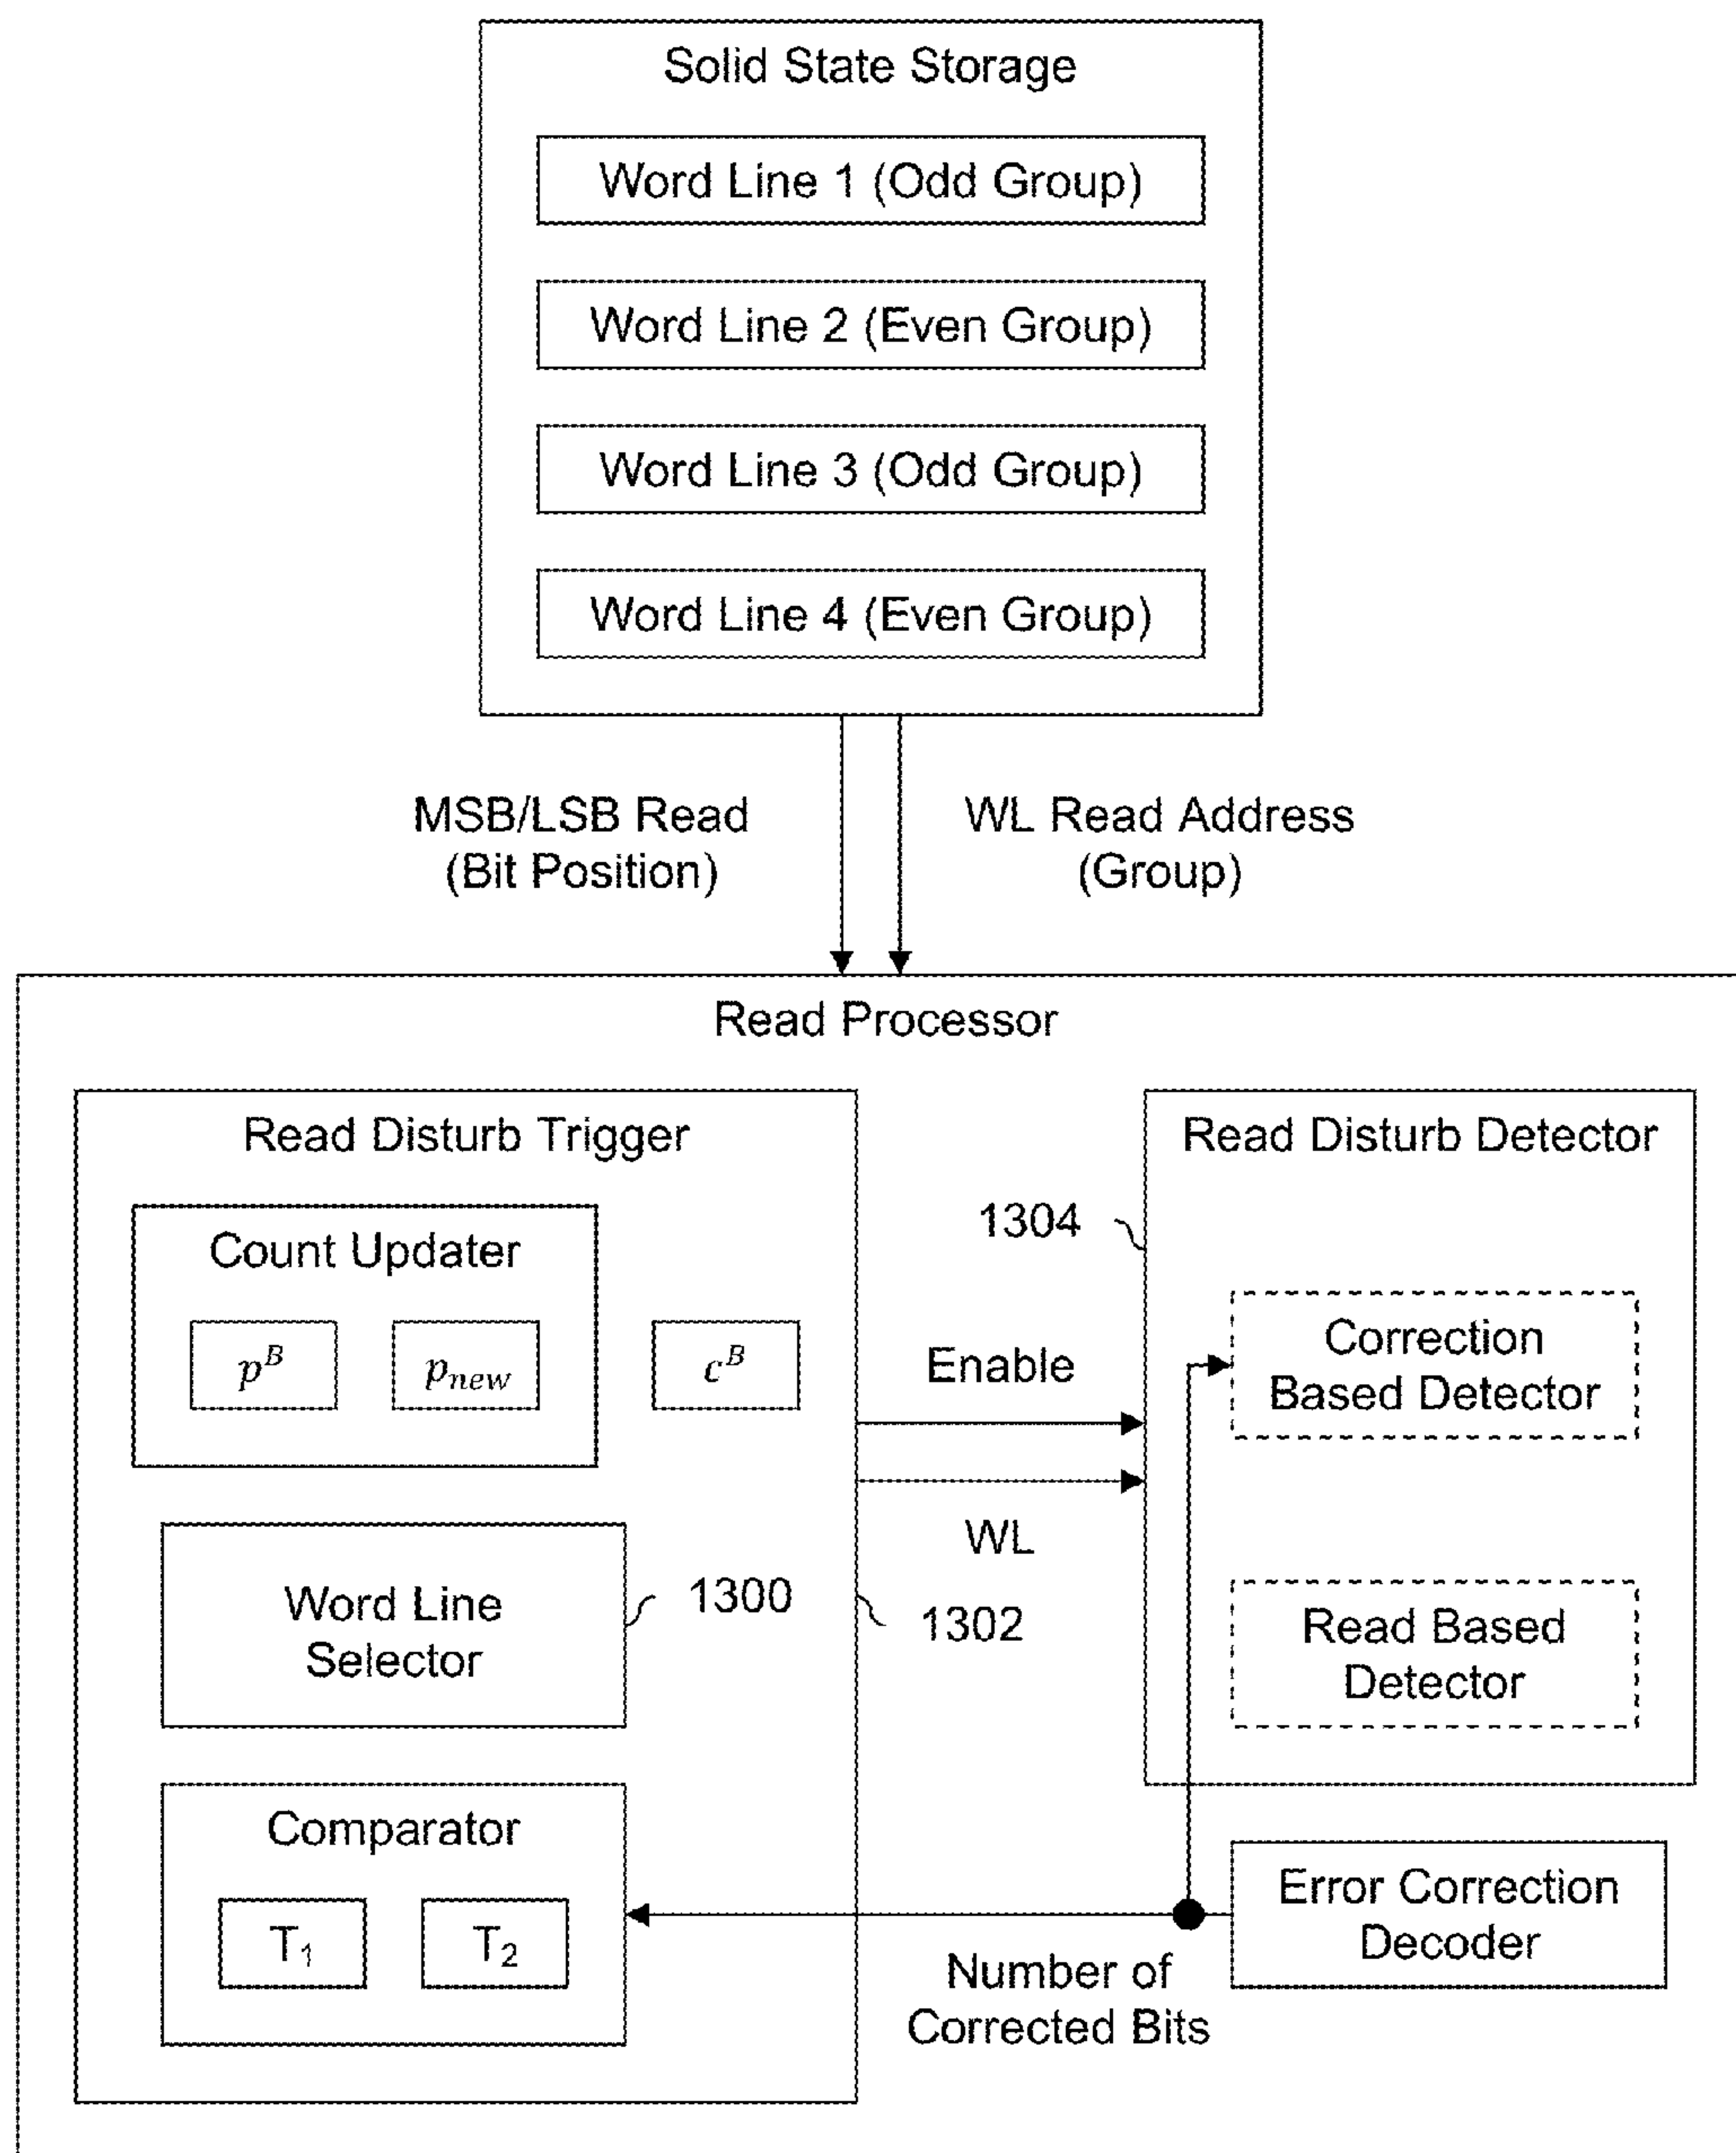 Solid State Storage
Word Line 1 (Odd Group)
Word Line 2 (Even Group)
Word Line 3 (Odd Group)
Word Line 4 (Even Group)
MSB/LSB Read
(Bit Position)
WL Read Address
(Group)
Read Processor
Read Disturb Trigger
Count Updater
p^B
p_new
c^B
Word Line
Selector
1300
1302
Comparator
T₁
T₂
Enable
WL
Read Disturb Detector
1304
Correction
Based Detector
Read Based
Detector
Error Correction
Decoder
Number of
Corrected Bits